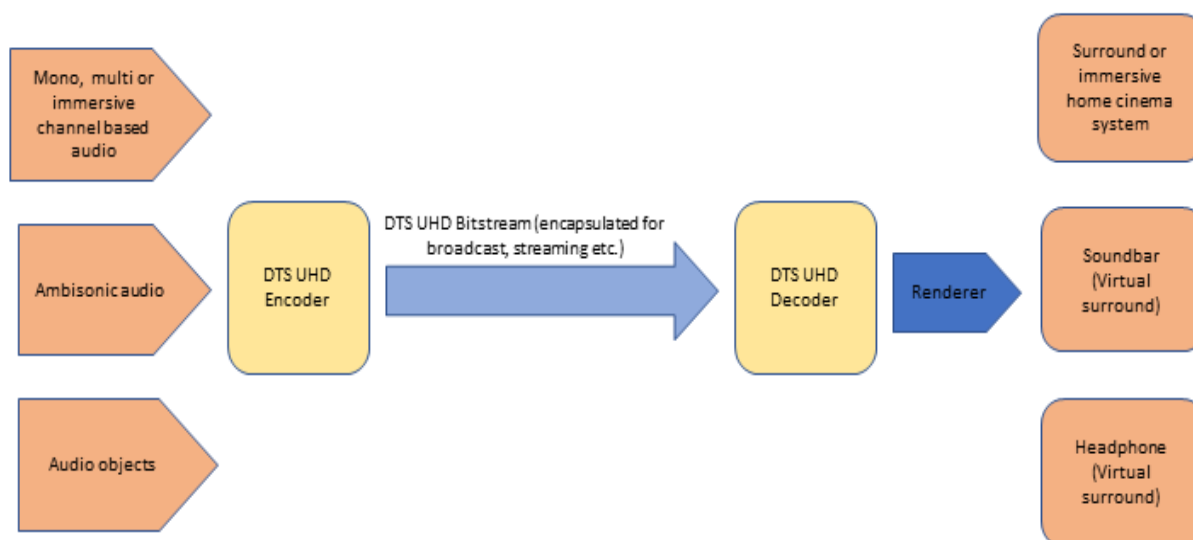 Mono, multi or
immersive
channel based
audio
Ambisonic audio
Audio objects
DTS UHD
Encoder
DTS UHD Bitstream (encapsulated for
broadcast, streaming etc.)
DTS UHD
Decoder
Renderer
Surround or
immersive
home cinema
system
Soundbar
(Virtual
surround)
Headphone
(Virtual
surround)